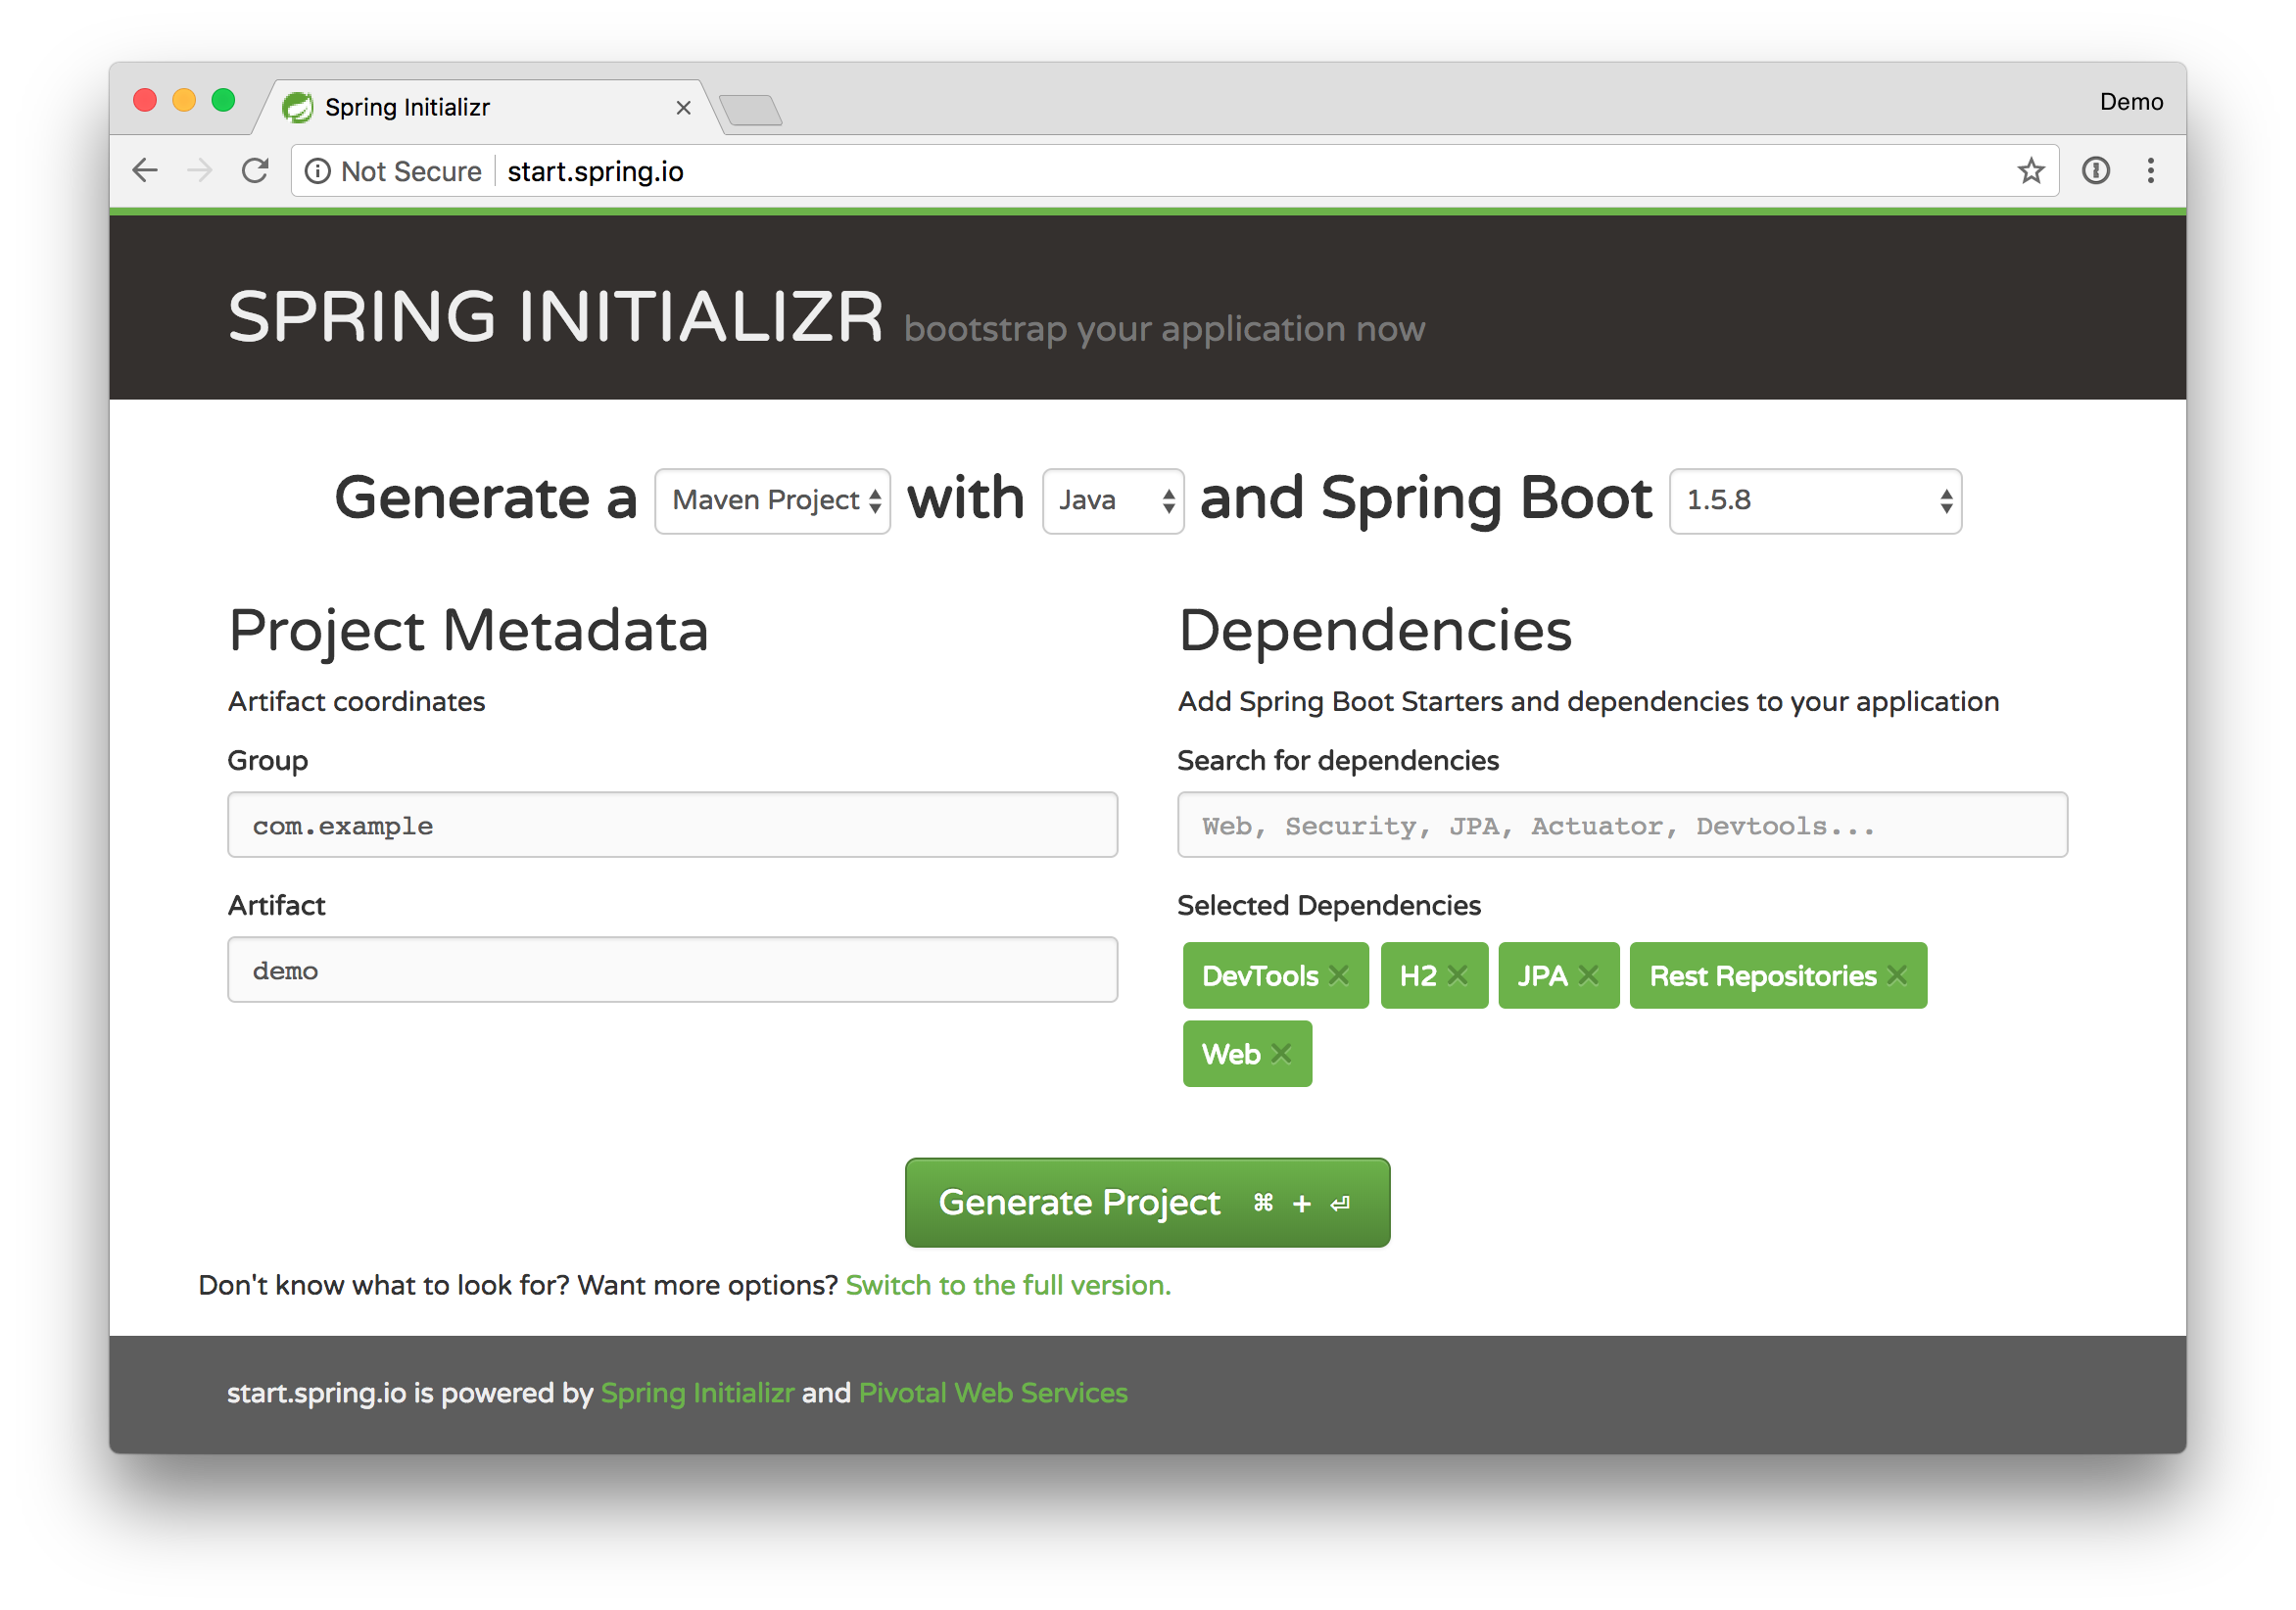 Spring Initializr
Demo
Not Secure start.spring.io
SPRING INITIALIZR bootstrap your application now
Generate a Maven Project with Java and Spring Boot 1.5.8
Project Metadata
Artifact coordinates
Group
com.example
Artifact
demo
Dependencies
Add Spring Boot Starters and dependencies to your application
Search for dependencies
Web, Security, JPA, Actuator, Devtools...
Selected Dependencies
DevTools × H2 × JPA × Rest Repositories ×
Web ×
Generate Project ⌘ + ⏎
Don't know what to look for? Want more options? Switch to the full version.
start.spring.io is powered by Spring Initializr and Pivotal Web Services